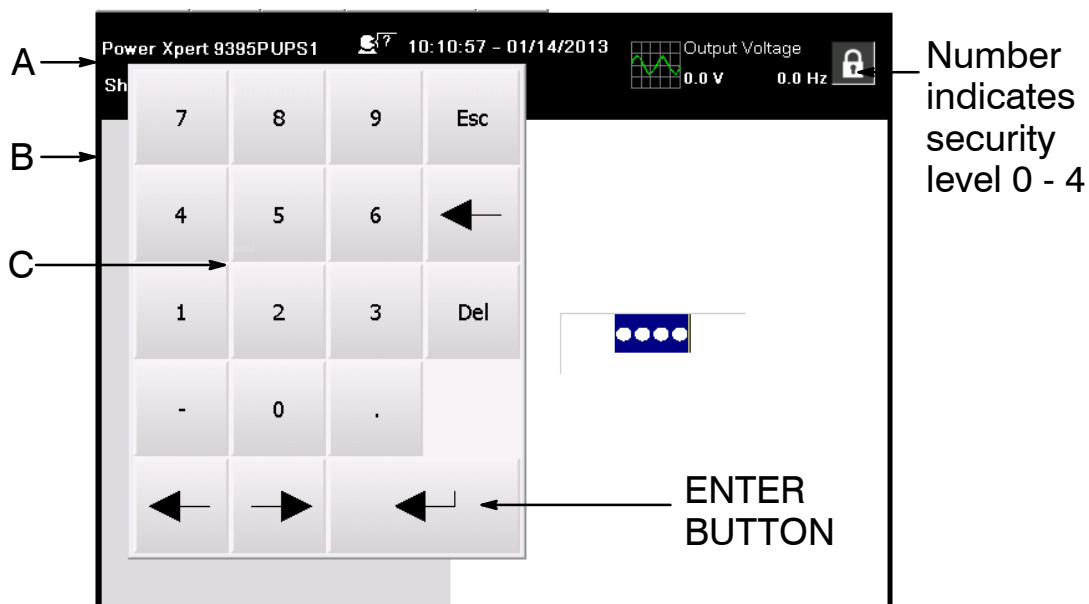 Power Xpert 9395PUPS1
? 10:10:57 - 01/14/2013
Output Voltage
0.0 V 0.0 Hz
Sh
A
B
C
7 8 9 Esc
4 5 6
1 2 3 Del
- 0 .
Number
indicates
security
level 0 - 4
ENTER
BUTTON